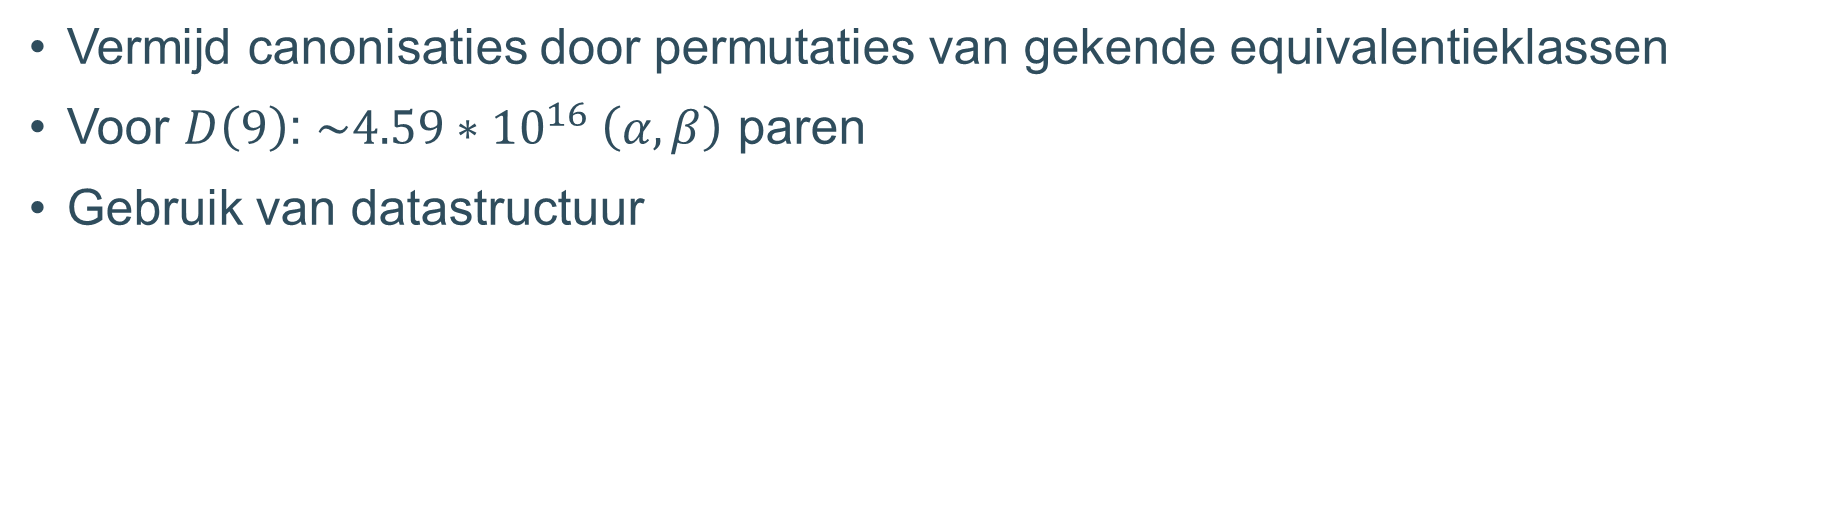 • Vermijd canonisaties door permutaties van gekende equivalentieklassen
• Voor 𝐷(9): ~4.59 ∗ 10¹⁶ (𝛼, 𝛽) paren
• Gebruik van datastructuur